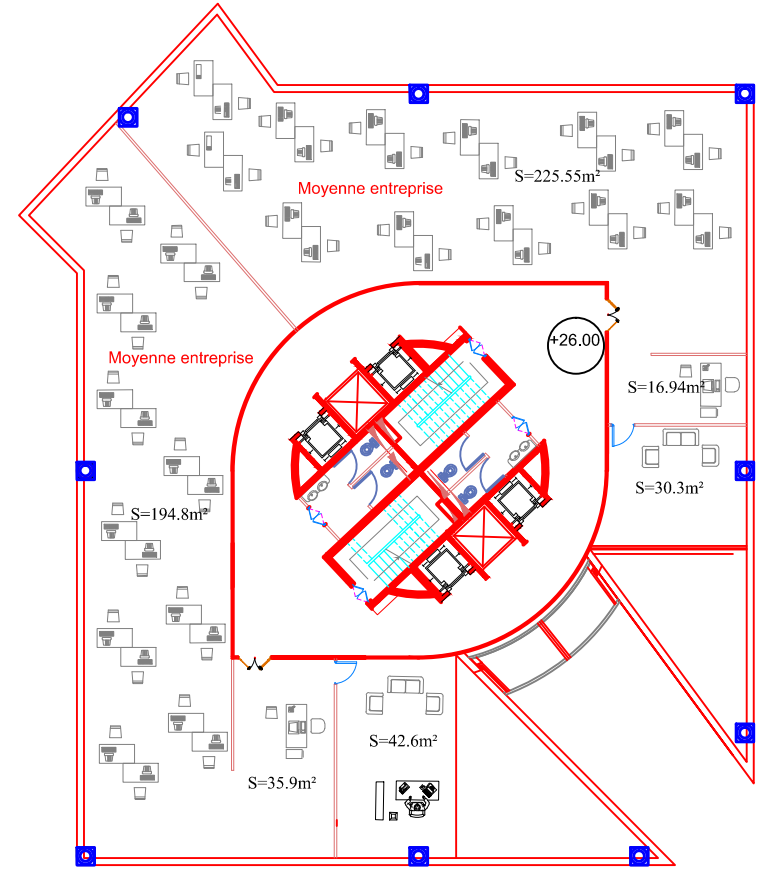 S=225.55m²
Moyenne entreprise
+26.00
Moyenne entreprise
S=16.94m²
S=30.3m²
S=194.8m²
S=42.6m²
S=35.9m²